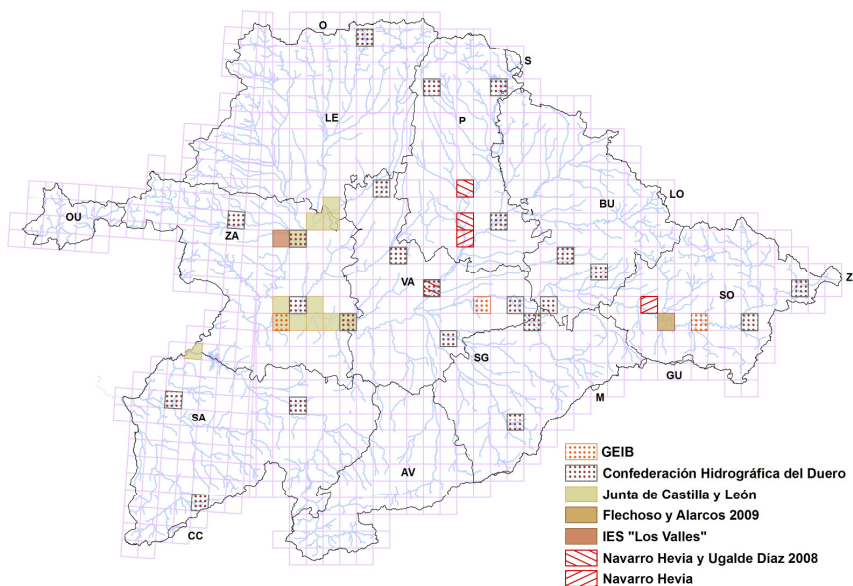 O
S
LE
P
LO
BU
OU
ZA
VA
SO
Z
SG
GU
M
SA
AV
CC
GEIB
Confederación Hidrográfica del Duero
Junta de Castilla y León
Flechoso y Alarcos 2009
IES "Los Valles"
Navarro Hevia y Ugalde Díaz 2008
Navarro Hevia